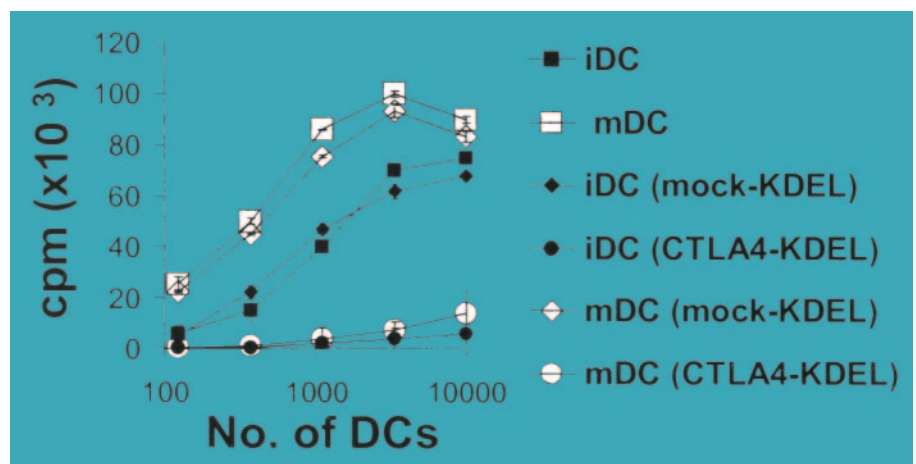 120
100
80
60
40
20
0
cpm (x10 3)
100 1000 10000
No. of DCs
iDC
mDC
iDC (mock-KDEL)
iDC (CTLA4-KDEL)
mDC (mock-KDEL)
mDC (CTLA4-KDEL)